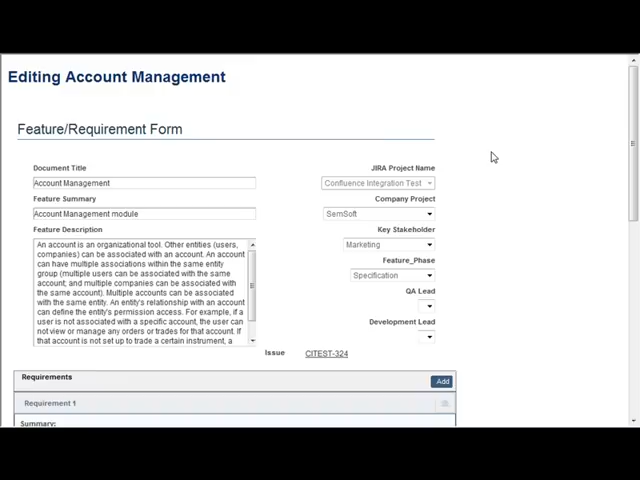 Editing Account Management
Feature/Requirement Form
Document Title
Account Management
Feature Summary
Account Management module
Feature Description
An account is an organizational tool. Other entities (users,
companies) can be associated with an account. An account
can have multiple associations within the same entity
group (multiple users can be associated with the same
account; and multiple companies can be associated with
the same account). Multiple accounts can be associated
with the same entity. An entity's relationship with an account
can define the entity's permission access. For example, if a
user is not associated with a specific account, the user can
not view or manage any orders or trades for that account. If
that account is not set up to trade a certain instrument, a
JIRA Project Name
Confluence Integration Test
Company Project
SemSoft
Key Stakeholder
Marketing
Feature_Phase
Specification
QA Lead
Development Lead
Issue CITEST-324
Requirements Add
Requirement 1
Summary: